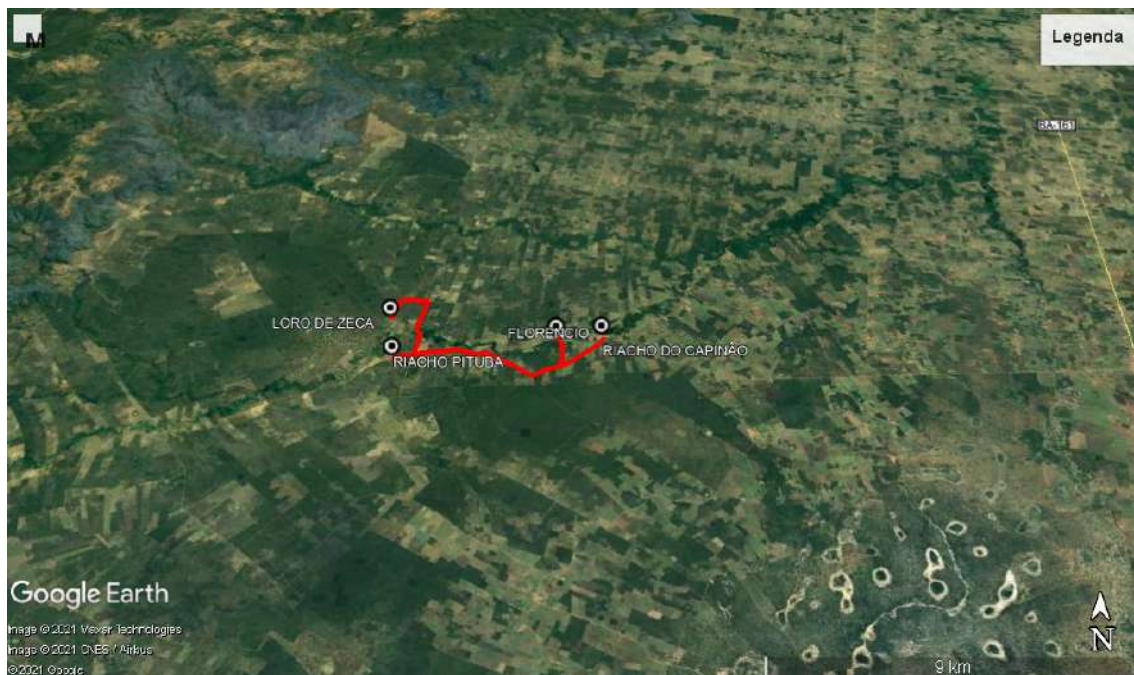 M
Legenda
BA-161
LORO DE ZECA
FLORÊNCIO
RIACHO PITUBA
RIACHO DO CAPINÃO
Google Earth
Image © 2021 Maxar Technologies
Image © 2021 CNES / Airbus
© 2021 Google
N
9 km